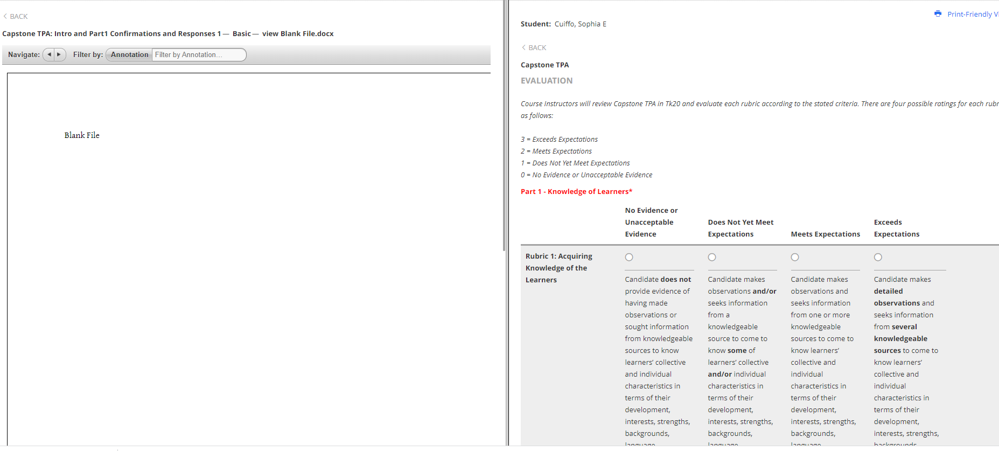 BACK
Capstone TPA: Intro and Part1 Confirmations and Responses 1— Basic— view Blank File.docx
Navigate:
Filter by:
Annotation
Filter by Annotation...
Blank File
Print-Friendly
Student: Cuiffo, Sophia E
BACK
Capstone TPA
EVALUATION
Course Instructors will review Capstone TPA in Tk20 and evaluate each rubric according to the stated criteria. There are four possible ratings for each
as follows:
3 = Exceeds Expectations
2 = Meets Expectations
1 = Does Not Yet Meet Expectations
0 = No Evidence or Unacceptable Evidence
Part 1 - Knowledge of Learners*
No Evidence or
Unacceptable
Evidence
Does Not Yet Meet
Expectations
Meets Expectations
Exceeds
Expectations
Rubric 1: Acquiring
Knowledge of the
Learners
Candidate does not
provide evidence of
having made
observations or
sought information
from knowledgeable
sources to know
learners’ collective
and individual
characteristics in
terms of their
development,
interests, strengths,
backgrounds,
language
Candidate makes
observations and/or
seeks information
from a
knowledgeable
source to come to
know some of
learners’ collective
and/or individual
characteristics in
terms of their
development,
interests, strengths,
backgrounds,
language
Candidate makes
observations and
seeks information
from one or more
knowledgeable
sources to come to
know learners’
collective and
individual
characteristics in
terms of their
development,
interests, strengths,
backgrounds,
language
Candidate makes
detailed
observations and
seeks information
from several
knowledgeable
sources to come to
know learners’
collective and
individual
characteristics in
terms of their
development,
interests, strengths,
backgrounds